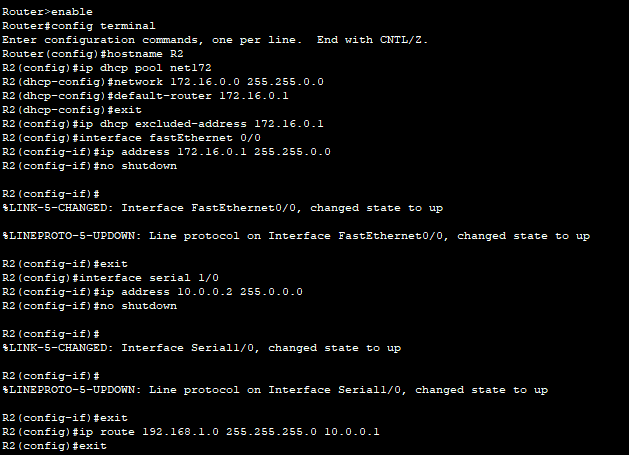 Router>enable
Router#config terminal
Enter configuration commands, one per line.  End with CNTL/Z.
Router(config)#hostname R2
R2(config)#ip dhcp pool net172
R2(dhcp-config)#network 172.16.0.0 255.255.0.0
R2(dhcp-config)#default-router 172.16.0.1
R2(dhcp-config)#exit
R2(config)#ip dhcp excluded-address 172.16.0.1
R2(config)#interface fastEthernet 0/0
R2(config-if)#ip address 172.16.0.1 255.255.0.0
R2(config-if)#no shutdown
R2(config-if)#
%LINK-5-CHANGED: Interface FastEthernet0/0, changed state to up
%LINEPROTO-5-UPDOWN: Line protocol on Interface FastEthernet0/0, changed state to up
R2(config-if)#exit
R2(config)#interface serial 1/0
R2(config-if)#ip address 10.0.0.2 255.0.0.0
R2(config-if)#no shutdown
R2(config-if)#
%LINK-5-CHANGED: Interface Serial1/0, changed state to up
R2(config-if)#
%LINEPROTO-5-UPDOWN: Line protocol on Interface Serial1/0, changed state to up
R2(config-if)#exit
R2(config)#ip route 192.168.1.0 255.255.255.0 10.0.0.1
R2(config)#exit